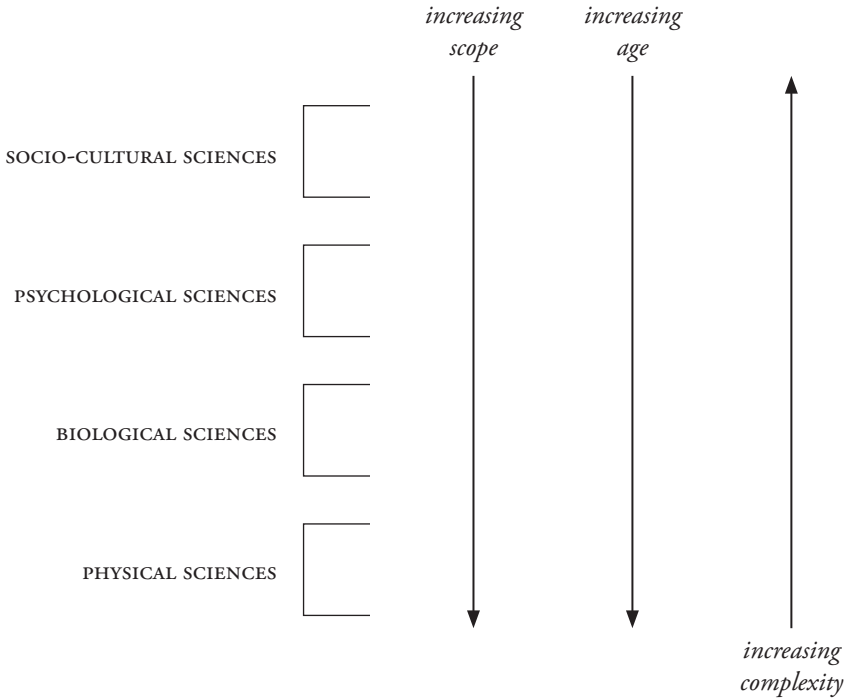 increasing
scope
increasing
age
SOCIO-CULTURAL SCIENCES
PSYCHOLOGICAL SCIENCES
BIOLOGICAL SCIENCES
PHYSICAL SCIENCES
increasing
complexity